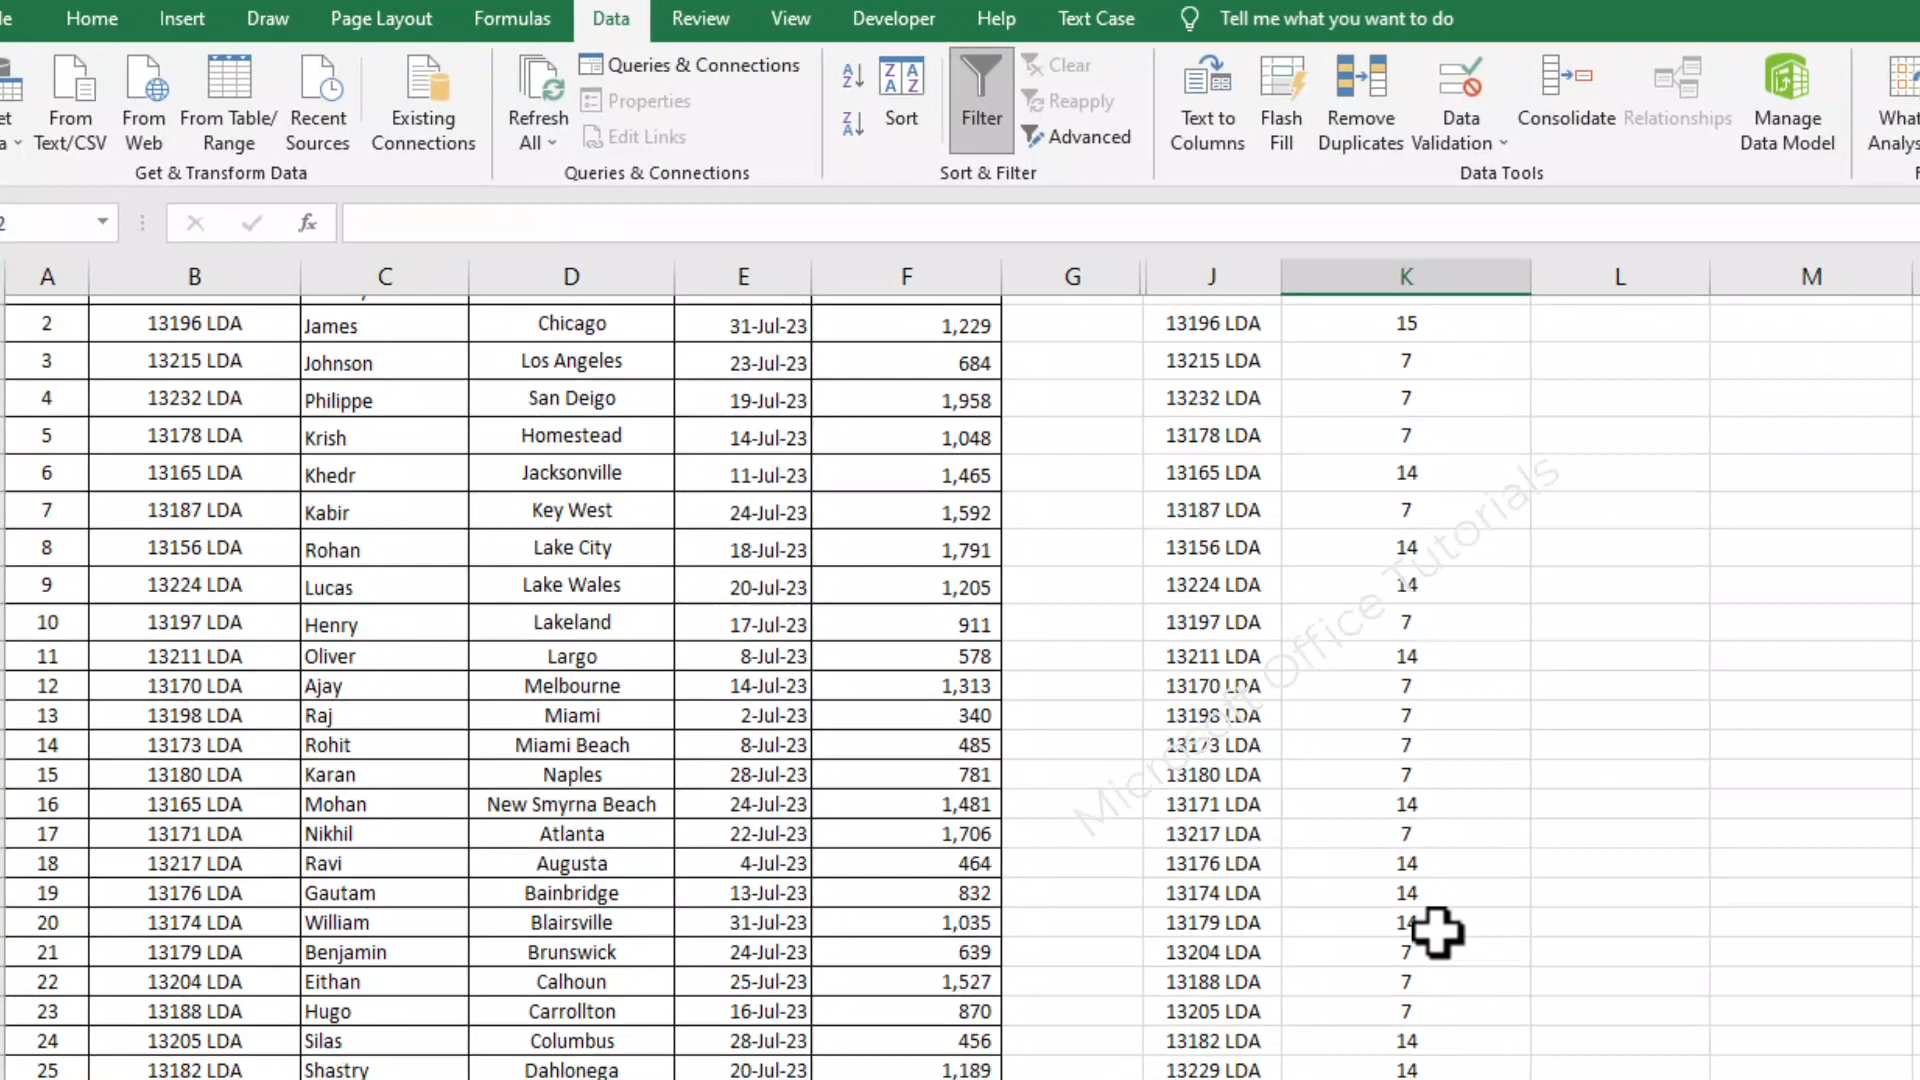 le Home Insert Draw Page Layout Formulas Data Review View Developer Help Text Case Tell me what you want to do
et From From From Table/ Recent Existing Refresh Queries & Connections Sort Filter Clear Text to Flash Remove Data Consolidate Relationships Manage What
a Text/CSV Web Range Sources Connections All Properties Reapply Columns Fill Duplicates Validation Data Model Analys
Edit Links Advanced
Get & Transform Data Queries & Connections Sort & Filter Data Tools F
2 fx
A B C D E F G J K L M
2 13196 LDA James Chicago 31-Jul-23 1,229 13196 LDA 15
3 13215 LDA Johnson Los Angeles 23-Jul-23 684 13215 LDA 7
4 13232 LDA Philippe San Deigo 19-Jul-23 1,958 13232 LDA 7
5 13178 LDA Krish Homestead 14-Jul-23 1,048 13178 LDA 7
6 13165 LDA Khedr Jacksonville 11-Jul-23 1,465 13165 LDA 14
7 13187 LDA Kabir Key West 24-Jul-23 1,592 13187 LDA 7
8 13156 LDA Rohan Lake City 18-Jul-23 1,791 13156 LDA 14
9 13224 LDA Lucas Lake Wales 20-Jul-23 1,205 13224 LDA 14
10 13197 LDA Henry Lakeland 17-Jul-23 911 13197 LDA 7
11 13211 LDA Oliver Largo 8-Jul-23 578 13211 LDA 14
12 13170 LDA Ajay Melbourne 14-Jul-23 1,313 13170 LDA 7
13 13198 LDA Raj Miami 2-Jul-23 340 13198 LDA 7
14 13173 LDA Rohit Miami Beach 8-Jul-23 485 13173 LDA 7
15 13180 LDA Karan Naples 28-Jul-23 781 13180 LDA 7
16 13165 LDA Mohan New Smyrna Beach 24-Jul-23 1,481 13171 LDA 14
17 13171 LDA Nikhil Atlanta 22-Jul-23 1,706 13217 LDA 7
18 13217 LDA Ravi Augusta 4-Jul-23 464 13176 LDA 14
19 13176 LDA Gautam Bainbridge 13-Jul-23 832 13174 LDA 14
20 13174 LDA William Blairsville 31-Jul-23 1,035 13179 LDA 14
21 13179 LDA Benjamin Brunswick 24-Jul-23 639 13204 LDA 7
22 13204 LDA Eithan Calhoun 25-Jul-23 1,527 13188 LDA 7
23 13188 LDA Hugo Carrollton 16-Jul-23 870 13205 LDA 7
24 13205 LDA Silas Columbus 28-Jul-23 456 13182 LDA 14
25 13182 LDA Shastry Dahlonega 20-Jul-23 1,189 13229 LDA 14
Microsoft Office Tutorials